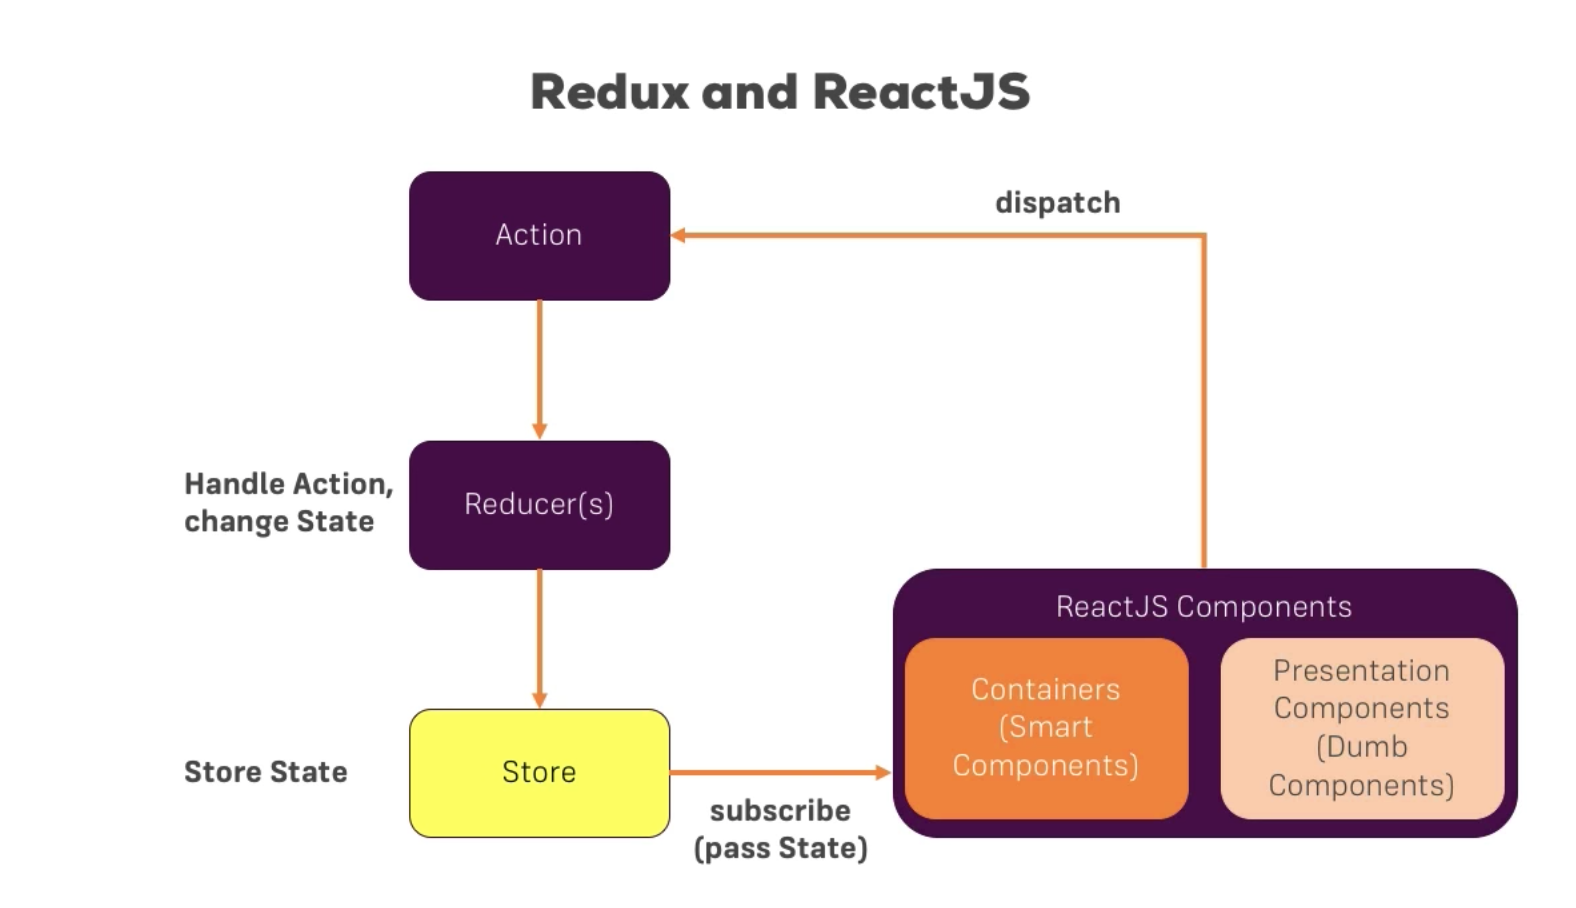 Redux and ReactJS
Action
dispatch
Handle Action,
change State
Reducer(s)
ReactJS Components
Containers
(Smart
Components)
Presentation
Components
(Dumb
Components)
Store State
Store
subscribe
(pass State)